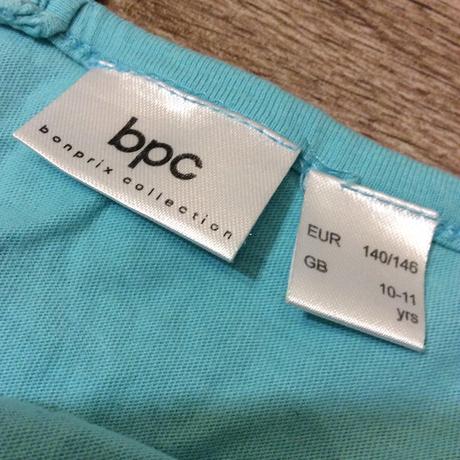 bpc
bonprix collection
EUR 140/146
GB 10-11
yrs